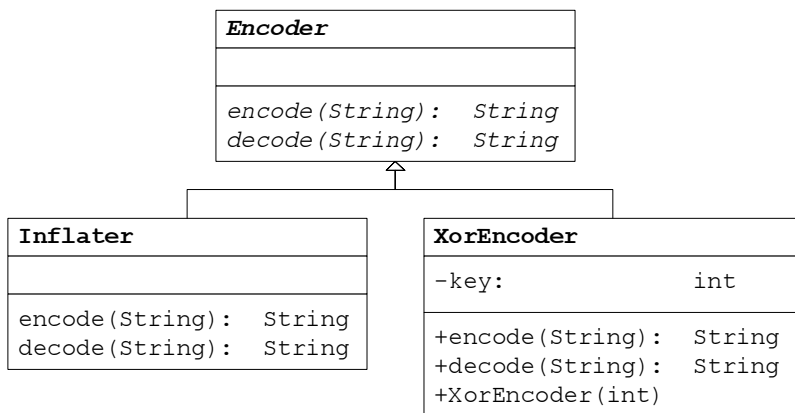 Encoder
encode(String): String
decode(String): String
Inflater
encode(String): String
decode(String): String
XorEncoder
-key: int
+encode(String): String
+decode(String): String
+XorEncoder(int)